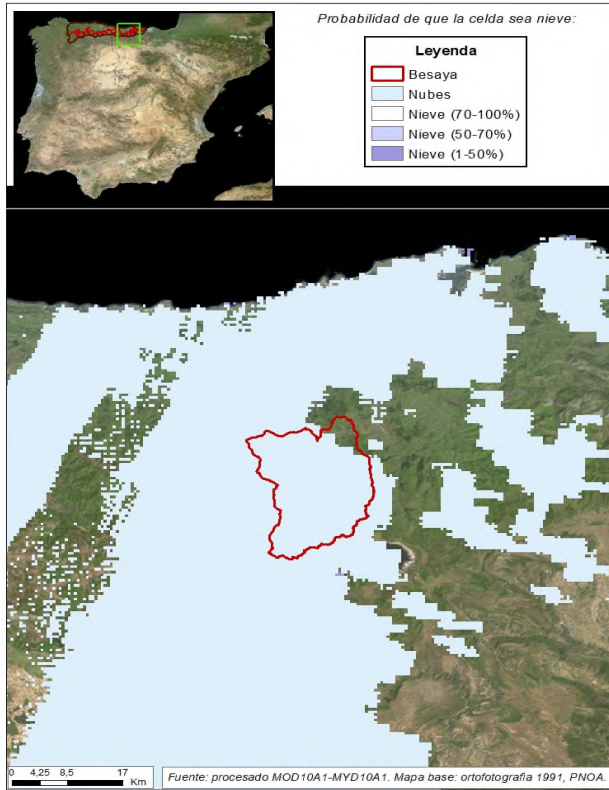 Probabilidad de que la celda sea nieve:
Leyenda
Besaya
Nubes
Nieve (70-100%)
Nieve (50-70%)
Nieve (1-50%)
0 4,25 8,5 17
Km
Fuente: procesado MOD10A1-MYD10A1. Mapa base: ortofotografia 1991, PNOA.